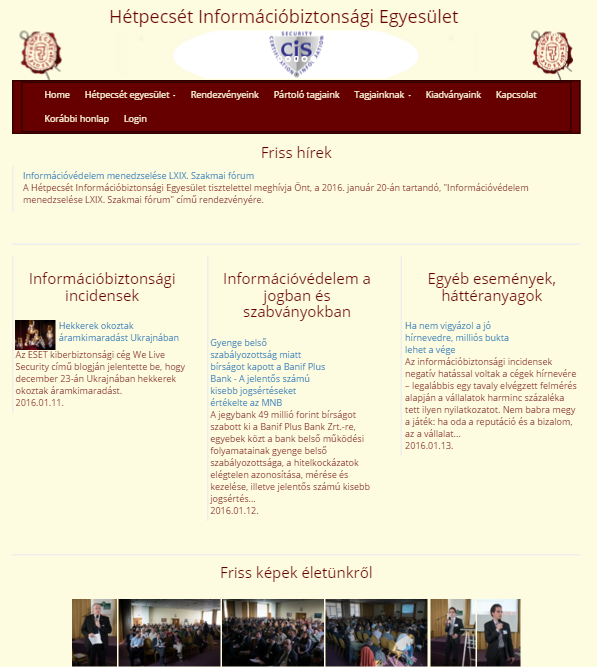 Hétpecsét Információbiztonsági Egyesület
SECURITY
CIS
CERTIFICATION & INFORMATION
Home Hétpecsét egyesület - Rendezvényeink Pártoló tagjaink Tagjainknak - Kiadványaink Kapcsolat
Korábbi honlap Login
Friss hírek
Információvédelem menedzselése LXIX. Szakmai fórum
A Hétpecsét Információbiztonsági Egyesület tisztelettel meghívja Önt, a 2016. január 20-án tartandó, "Információvédelem
menedzselése LXIX. Szakmai fórum" című rendezvényére.
Információbiztonsági
incidensek
Hekkerek okoztak
áramkimaradást Ukrajnában
Az ESET kiberbiztonsági cég We Live
Security című blogján jelentette be, hogy
december 23-án Ukrajnában hekkerek
okoztak áramkimaradást.
2016.01.11.
Információvédelem a
jogban és
szabványokban
Gyenge belső
szabályozottság miatt
bírságot kapott a Banif Plus
Bank - A jelentős számú
kisebb jogsértéseket
értékelte az MNB
A jegybank 49 millió forint bírságot
szabott ki a Banif Plus Bank Zrt.-re,
egyebek közt a bank belső működési
folyamatainak gyenge belső
szabályozottsága, a hitelkockázatok
elégtelen azonosítása, mérése és
kezelése, illetve jelentős számú kisebb
jogsértés...
2016.01.12.
Egyéb események,
háttéranyagok
Ha nem vigyázol a jó
hírnevedre, milliós bukta
lehet a vége
Az információbiztonsági incidensek
negatív hatással voltak a cégek hírnevére
– legalábbis egy tavaly elvégzett felmérés
alapján a vállalatok harminc százaléka
tett ilyen nyilatkozatot. Nem babra megy
a játék: ha oda a reputáció és a bizalom,
az a vállalat...
2016.01.13.
Friss képek életünkről